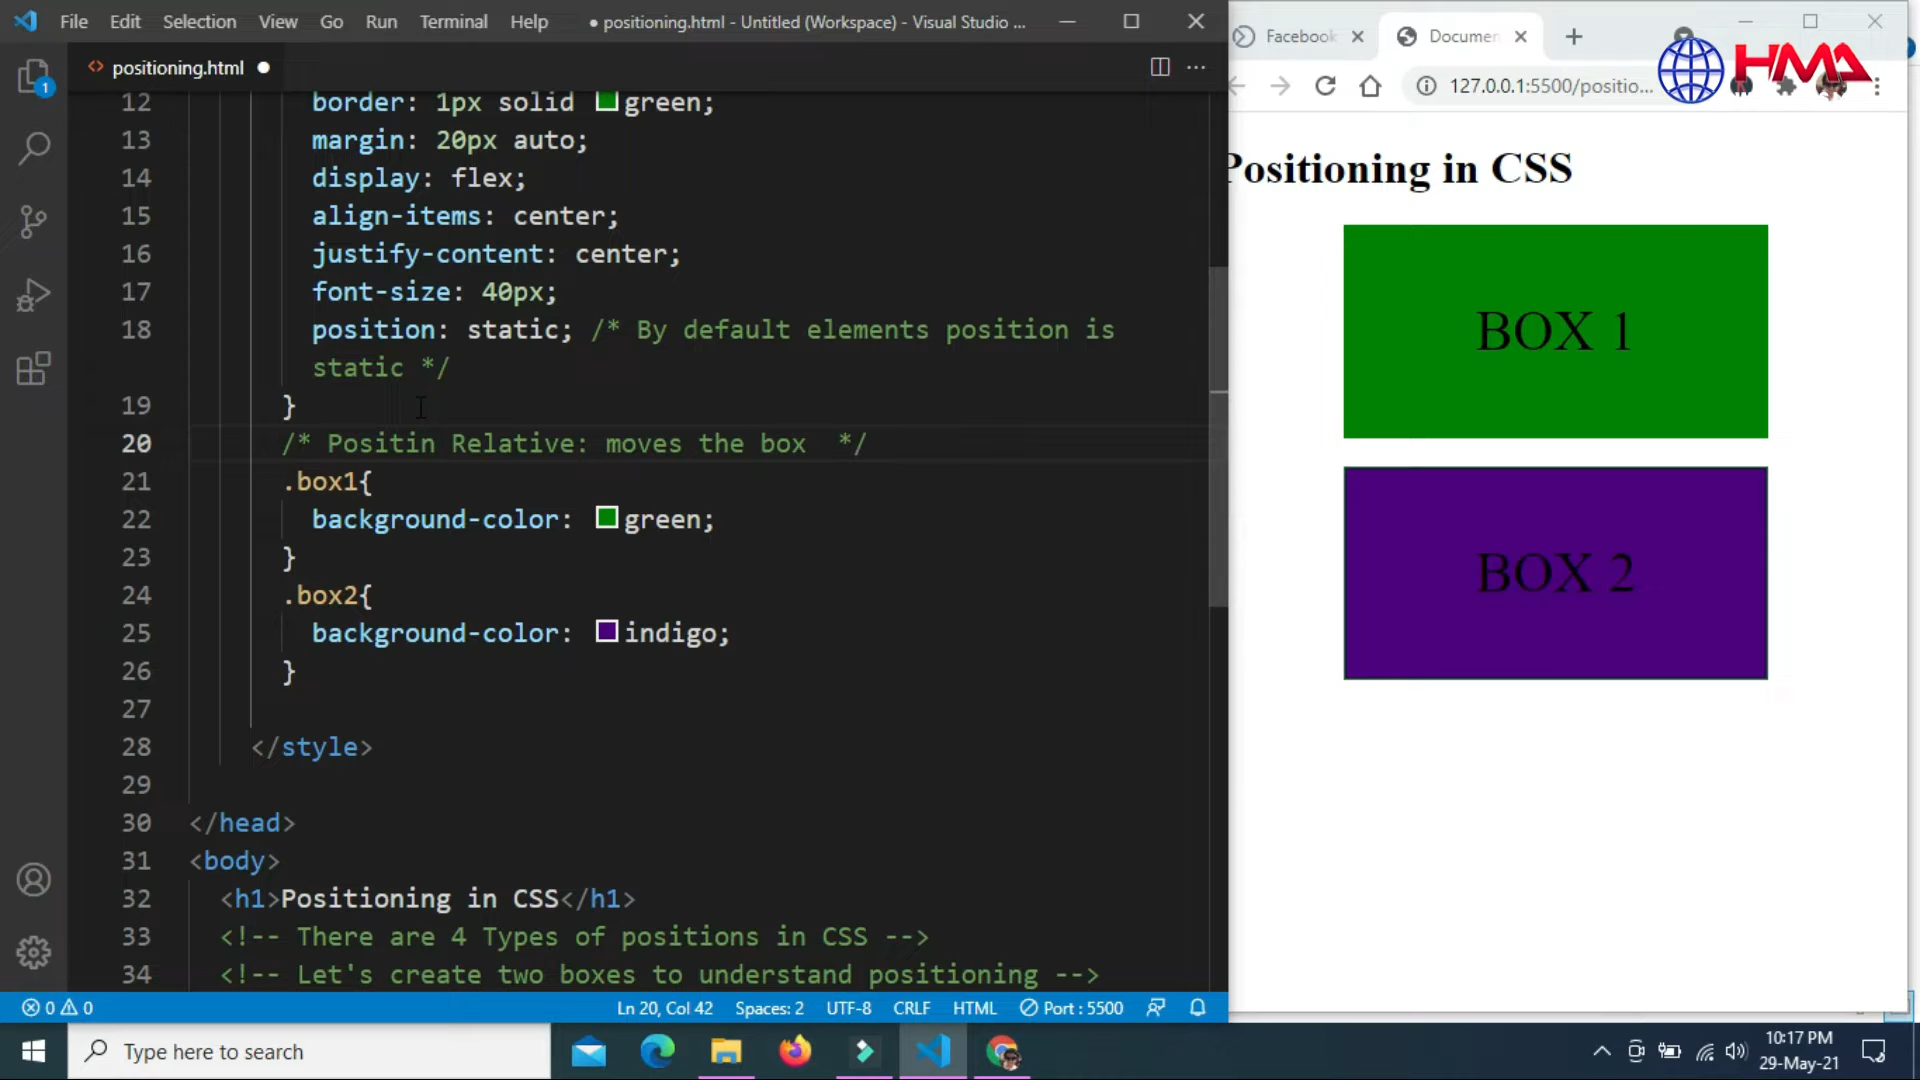 File Edit Selection View Go Run Terminal Help ● positioning.html - Untitled (Workspace) - Visual Studio ...
positioning.html
1
12 border: 1px solid green;
13 margin: 20px auto;
14 display: flex;
15 align-items: center;
16 justify-content: center;
17 font-size: 40px;
18 position: static; /* By default elements position is
static */
19 }
20 /* Positin Relative: moves the box  */
21 .box1{
22 background-color: green;
23 }
24 .box2{
25 background-color: indigo;
26 }
27
28 </style>
29
30 </head>
31 <body>
32 <h1>Positioning in CSS</h1>
33 <!-- There are 4 Types of positions in CSS -->
34 <!-- Let's create two boxes to understand positioning -->
0 0 Ln 20, Col 42 Spaces: 2 UTF-8 CRLF HTML Port : 5500
Facebook Documen
127.0.0.1:5500/positio...
HMA
Positioning in CSS
BOX 1
BOX 2
Type here to search
10:17 PM
29-May-21